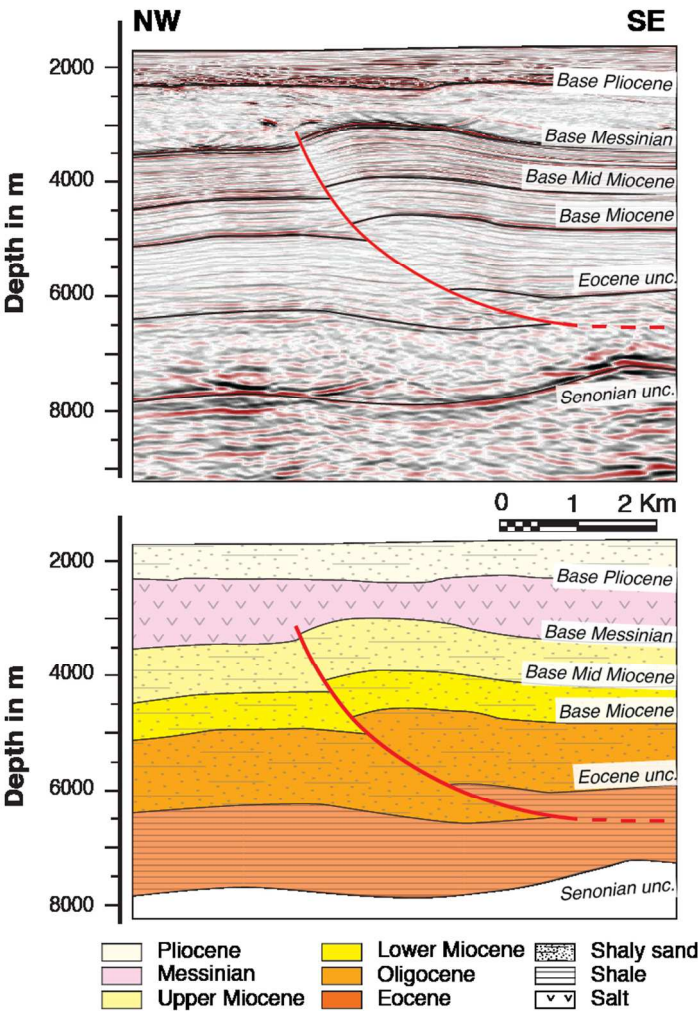 NW SE
2000
Base Pliocene
Base Messinian
4000
Base Mid Miocene
Base Miocene
Depth in m
6000
Eocene unc.
8000
Senonian unc.
0 1 2 Km
2000
Base Pliocene
Base Messinian
4000
Base Mid Miocene
Base Miocene
Depth in m
6000
Eocene unc.
8000
Senonian unc.
Pliocene Lower Miocene Shaly sand
Messinian Oligocene Shale
Upper Miocene Eocene Salt